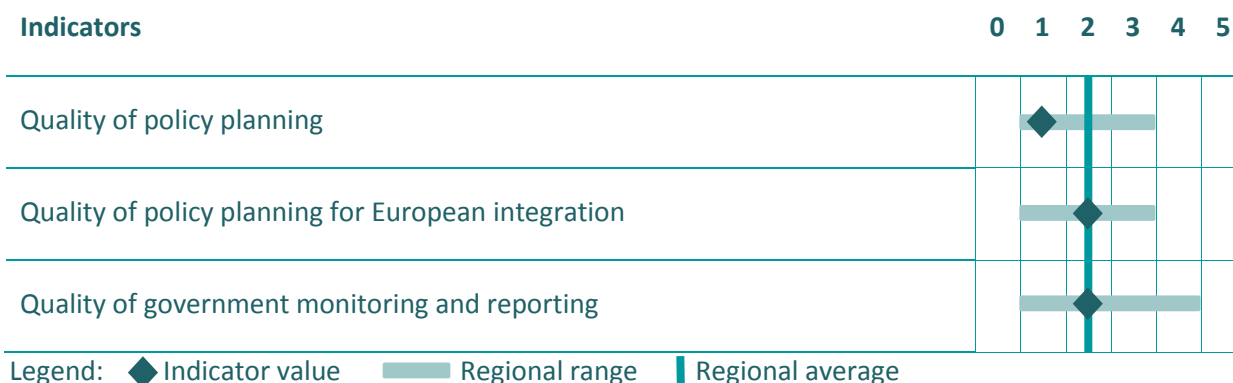 Indicators 0 1 2 3 4 5
Quality of policy planning
Quality of policy planning for European integration
Quality of government monitoring and reporting
Legend: Indicator value Regional range Regional average